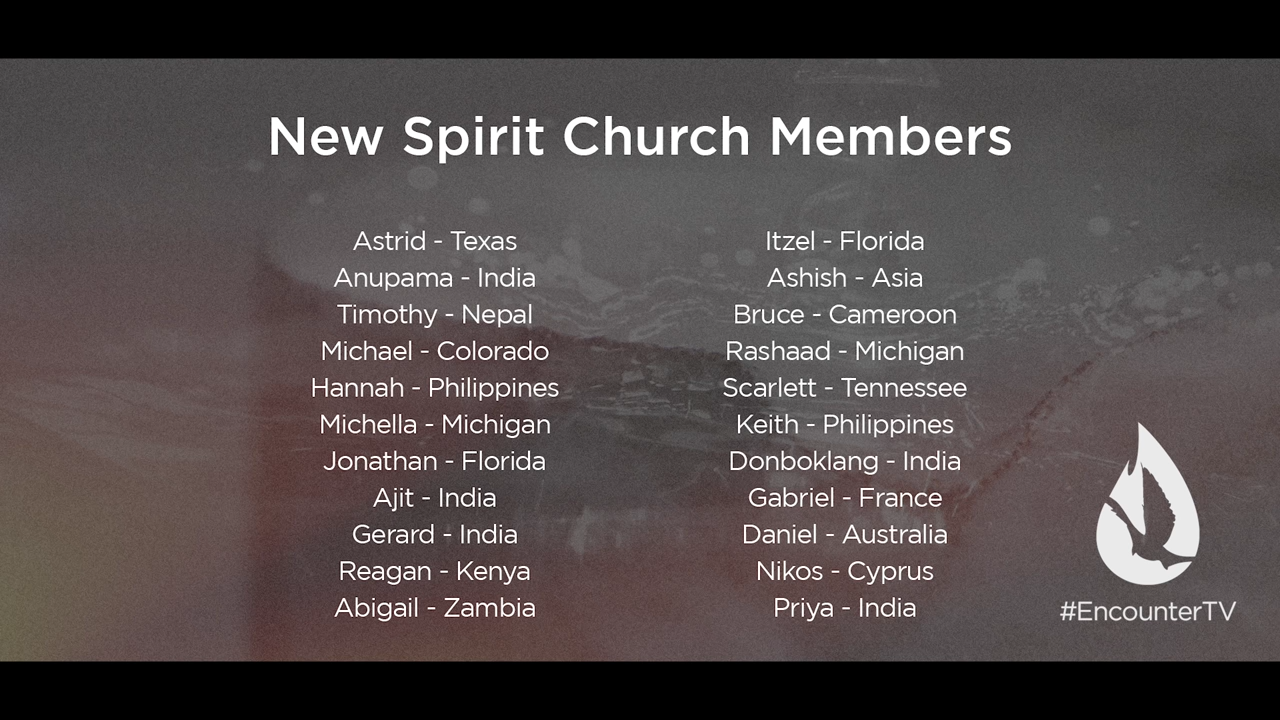 New Spirit Church Members
Astrid - Texas
Anupama - India
Timothy - Nepal
Michael - Colorado
Hannah - Philippines
Michella - Michigan
Jonathan - Florida
Ajit - India
Gerard - India
Reagan - Kenya
Abigail - Zambia
Itzel - Florida
Ashish - Asia
Bruce - Cameroon
Rashaad - Michigan
Scarlett - Tennessee
Keith - Philippines
Donboklang - India
Gabriel - France
Daniel - Australia
Nikos - Cyprus
Priya - India
#EncounterTV